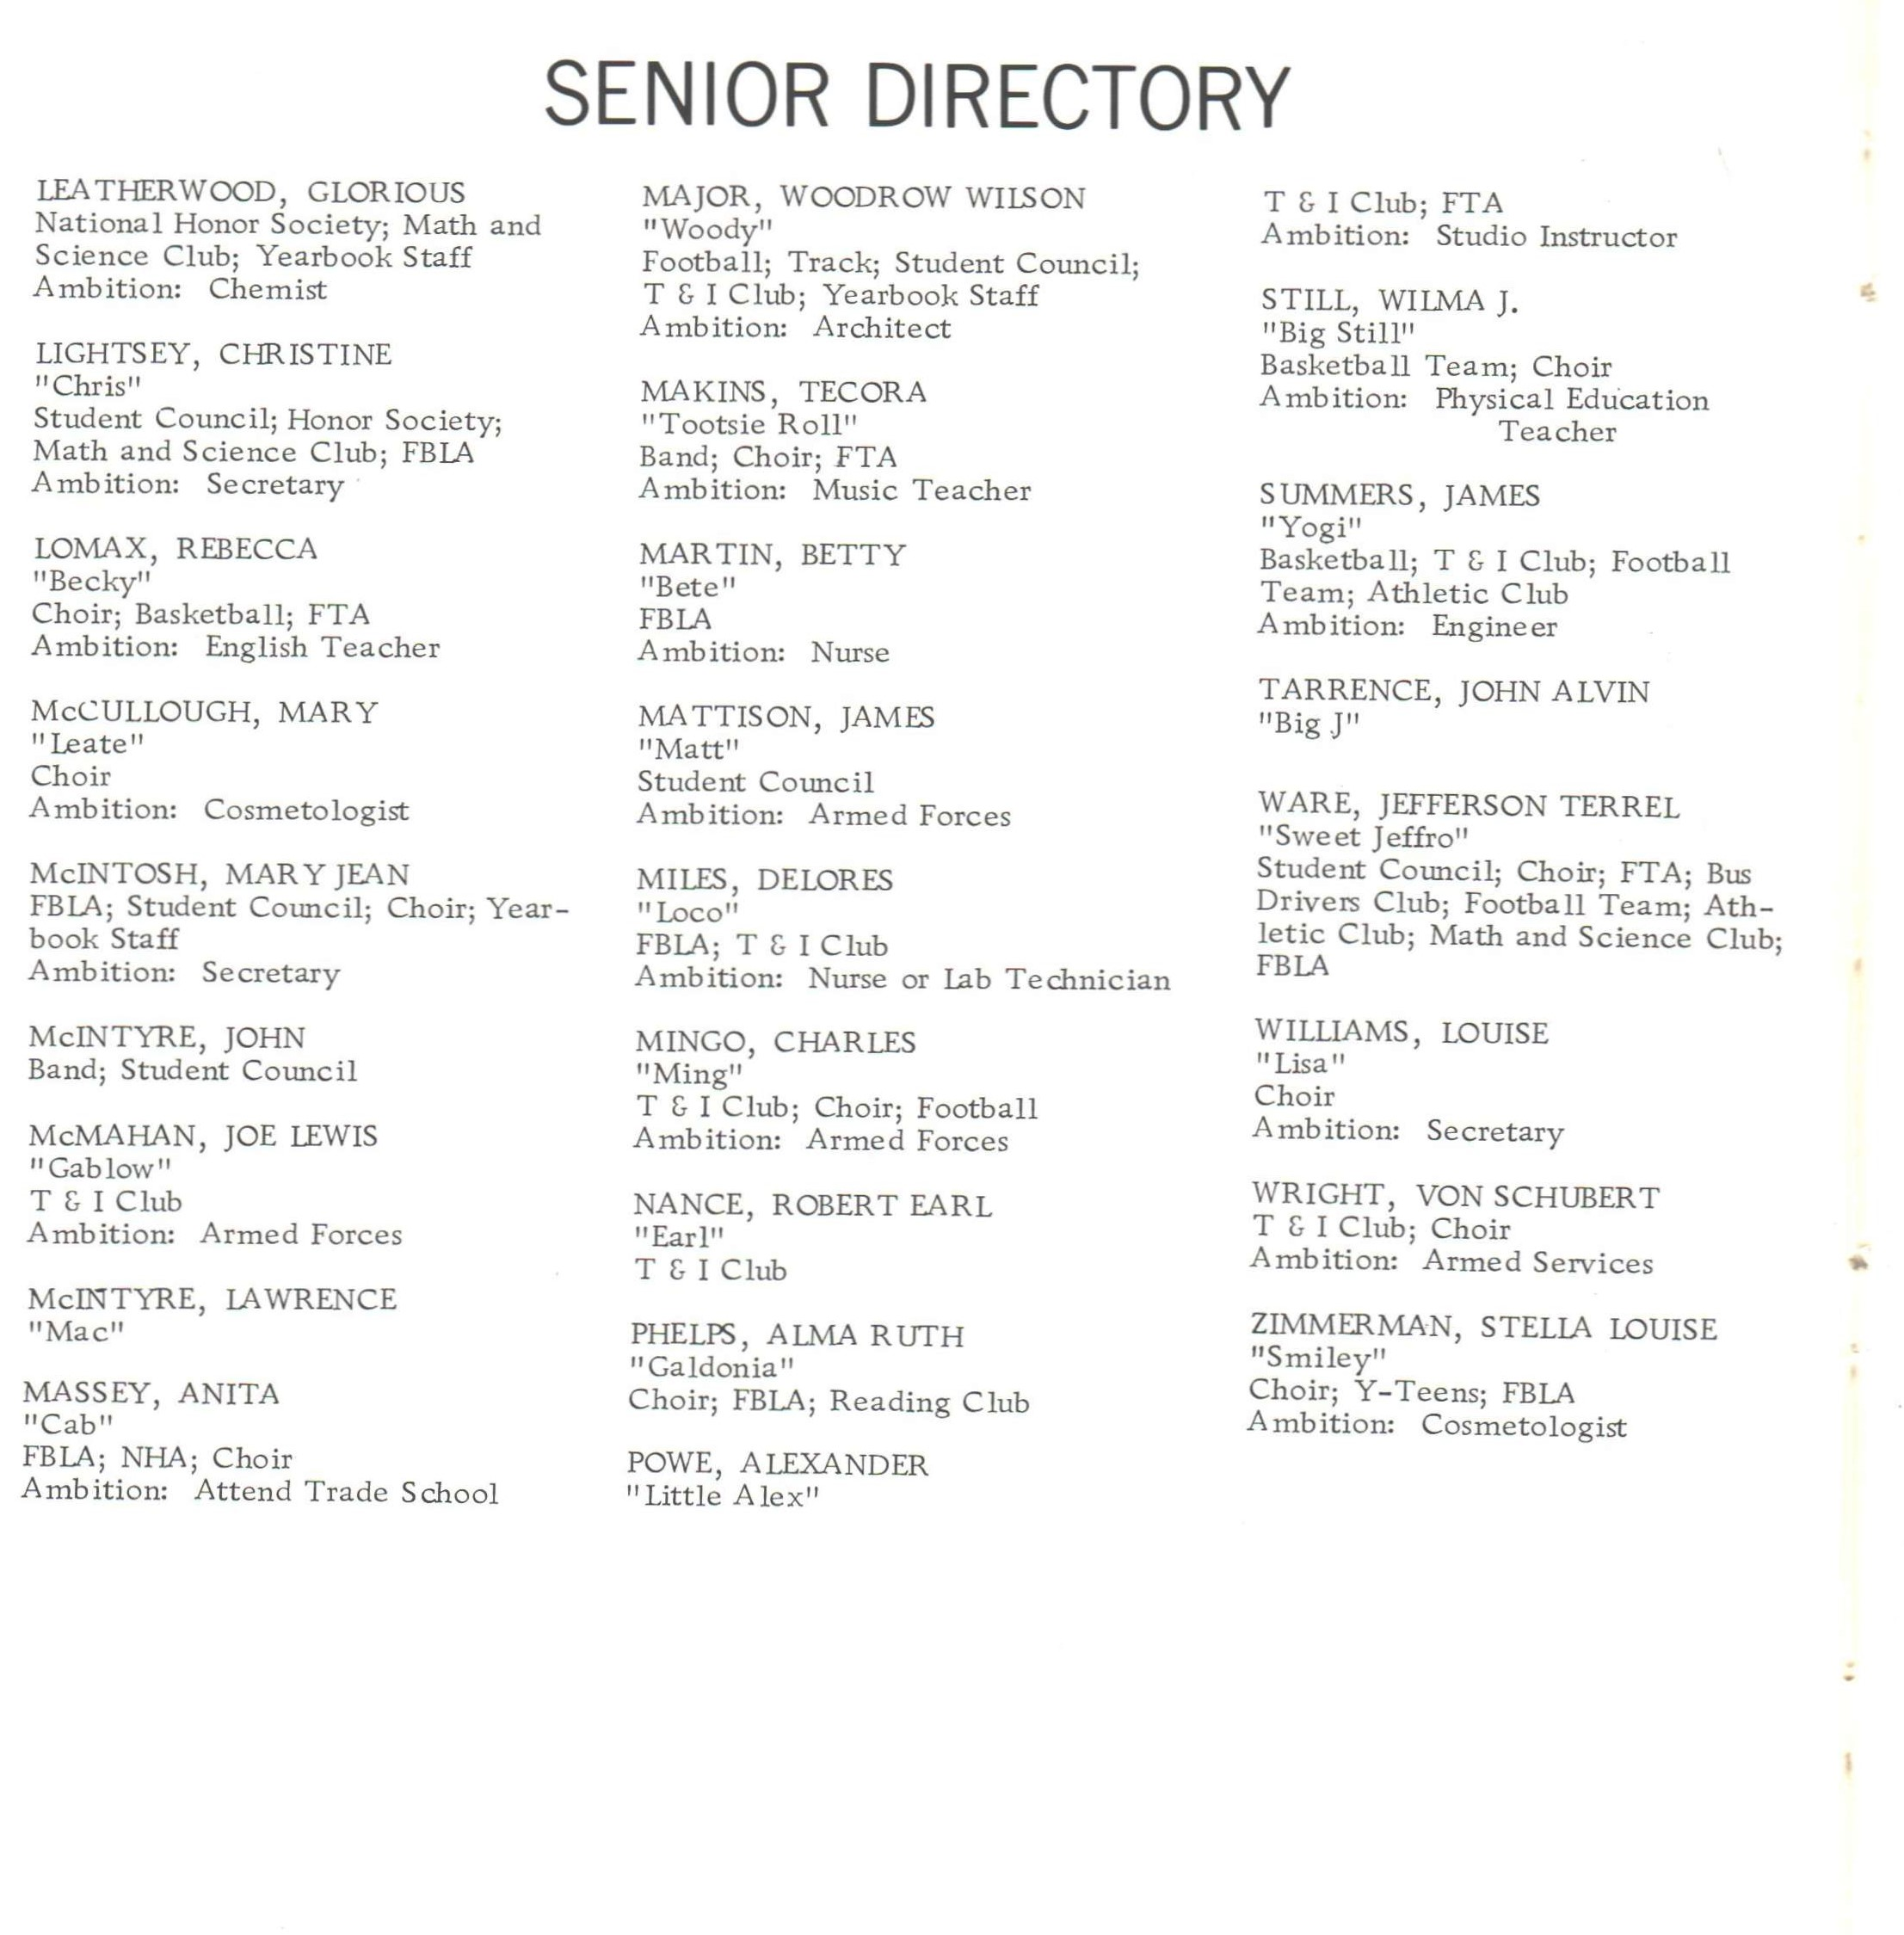 SENIOR DIRECTORY
LEATHERWOOD, GLORIOUS
National Honor Society; Math and
Science Club; Yearbook Staff
Ambition: Chemist
LIGHTSEY, CHRISTINE
"Chris"
Student Council; Honor Society;
Math and Science Club; FBLA
Ambition: Secretary
LOMAX, REBECCA
"Becky"
Choir; Basketball; FTA
Ambition: English Teacher
McCULLOUGH, MARY
"Leate"
Choir
Ambition: Cosmetologist
McINTOSH, MARY JEAN
FBLA; Student Council; Choir; Year-
book Staff
Ambition: Secretary
McINTYRE, JOHN
Band; Student Council
McMAHAN, JOE LEWIS
"Gablow"
T & I Club
Ambition: Armed Forces
McINTYRE, LAWRENCE
"Mac"
MASSEY, ANITA
"Cab"
FBLA; NHA; Choir
Ambition: Attend Trade School
MAJOR, WOODROW WILSON
"Woody"
Football; Track; Student Council;
T & I Club; Yearbook Staff
Ambition: Architect
MAKINS, TECORA
"Tootsie Roll"
Band; Choir; FTA
Ambition: Music Teacher
MARTIN, BETTY
"Bete"
FBLA
Ambition: Nurse
MATTISON, JAMES
"Matt"
Student Council
Ambition: Armed Forces
MILES, DELORES
"Loco"
FBLA; T & I Club
Ambition: Nurse or Lab Technician
MINGO, CHARLES
"Ming"
T & I Club; Choir; Football
Ambition: Armed Forces
NANCE, ROBERT EARL
"Earl"
T & I Club
PHELPS, ALMA RUTH
"Galdonia"
Choir; FBLA; Reading Club
POWE, ALEXANDER
"Little Alex"
T & I Club; FTA
Ambition: Studio Instructor
STILL, WILMA J.
"Big Still"
Basketball Team; Choir
Ambition: Physical Education
Teacher
SUMMERS, JAMES
"Yogi"
Basketball; T & I Club; Football
Team; Athletic Club
Ambition: Engineer
TARRENCE, JOHN ALVIN
"Big J"
WARE, JEFFERSON TERREL
"Sweet Jeffro"
Student Council; Choir; FTA; Bus
Drivers Club; Football Team; Ath-
letic Club; Math and Science Club;
FBLA
WILLIAMS, LOUISE
"Lisa"
Choir
Ambition: Secretary
WRIGHT, VON SCHUBERT
T & I Club; Choir
Ambition: Armed Services
ZIMMERMAN, STELLA LOUISE
"Smiley"
Choir; Y-Teens; FBLA
Ambition: Cosmetologist